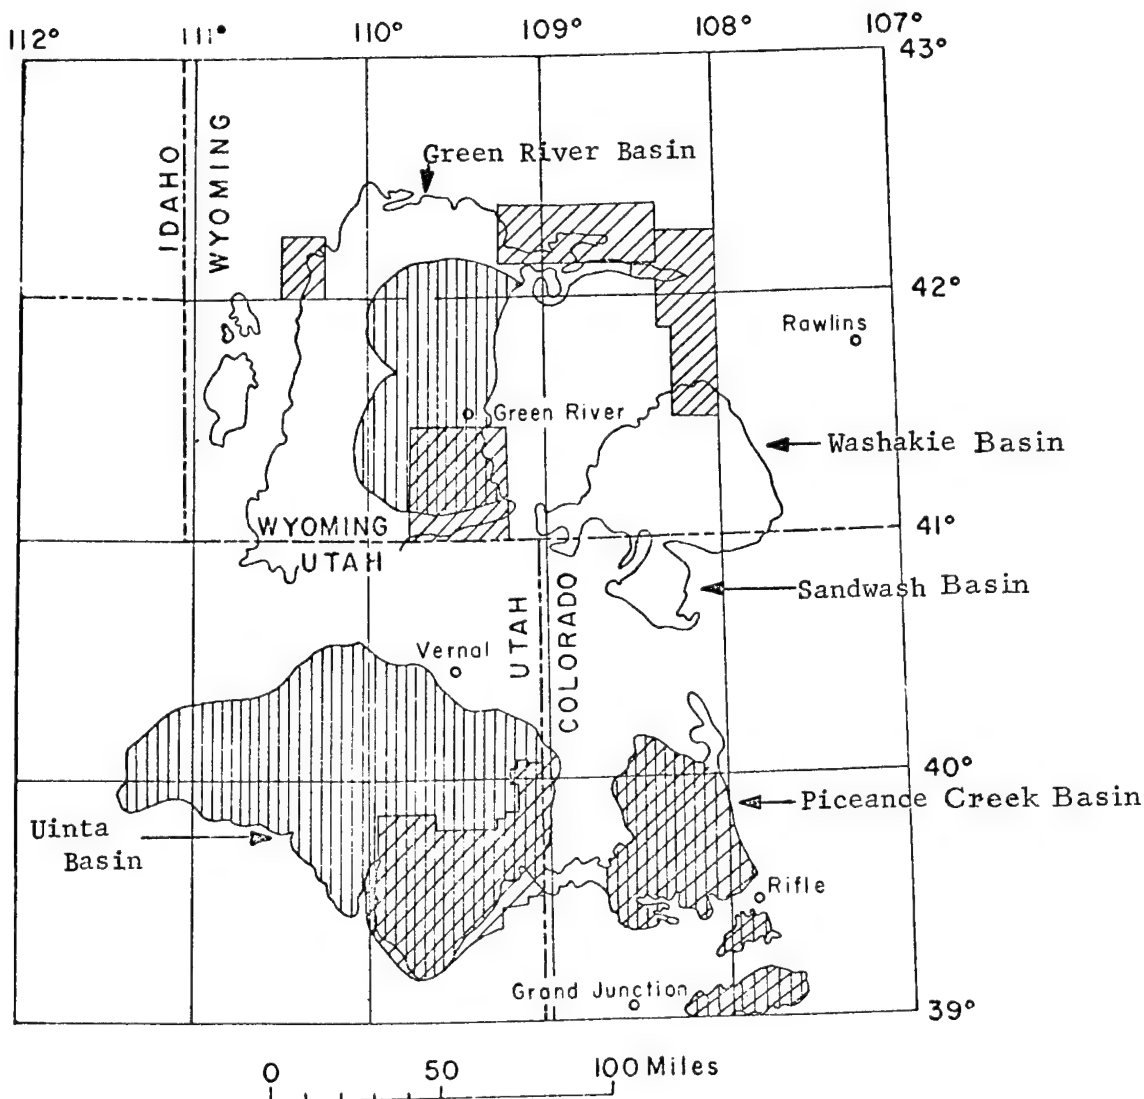 112° 111° 110° 109° 108° 107°
43°
IDAHO
WYOMING
Green River Basin
42°
Rawlins
Green River
Washakie Basin
WYOMING
41°
UTAH
Sandwash Basin
UTAH
COLORADO
Vernal
40°
Piceance Creek Basin
Uinta
Basin
Rifle
Grand Junction
39°
0 50 100 Miles